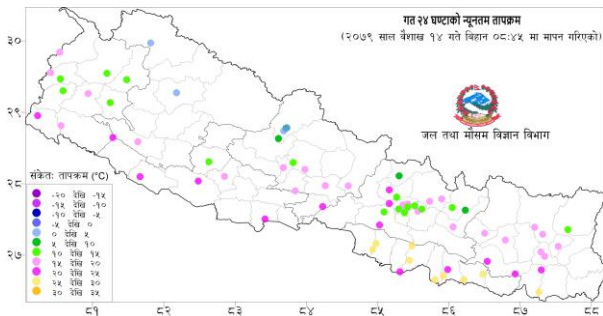 गत २४ घण्टाको न्यूनतम तापक्रम
(२०७९ साल वैशाख १४ गते बिहान ०८:४५ मा मापन गरिएको)
जल तथा मौसम विज्ञान विभाग
३०
२९
२८
२७
संकेत: तापक्रम (°C)
-२० देखि -१५
-१५ देखि -१०
-१० देखि -५
-५ देखि ०
० देखि ५
५ देखि १०
१० देखि १५
१५ देखि २०
२० देखि २५
२५ देखि ३०
३० देखि ३५
८१ ८२ ८३ ८४ ८५ ८६ ८७ ८८